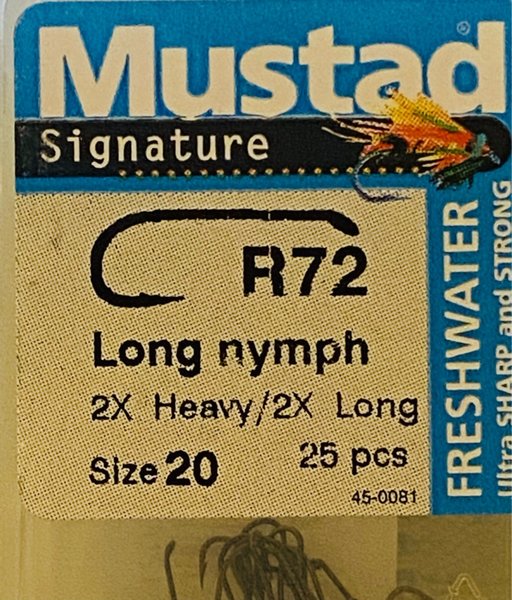 Mustad®
Signature
R72
Long nymph
2X Heavy/2X Long
Size 20 25 pcs
45-0081
FRESHWATER
Ultra SHARP and STRONG